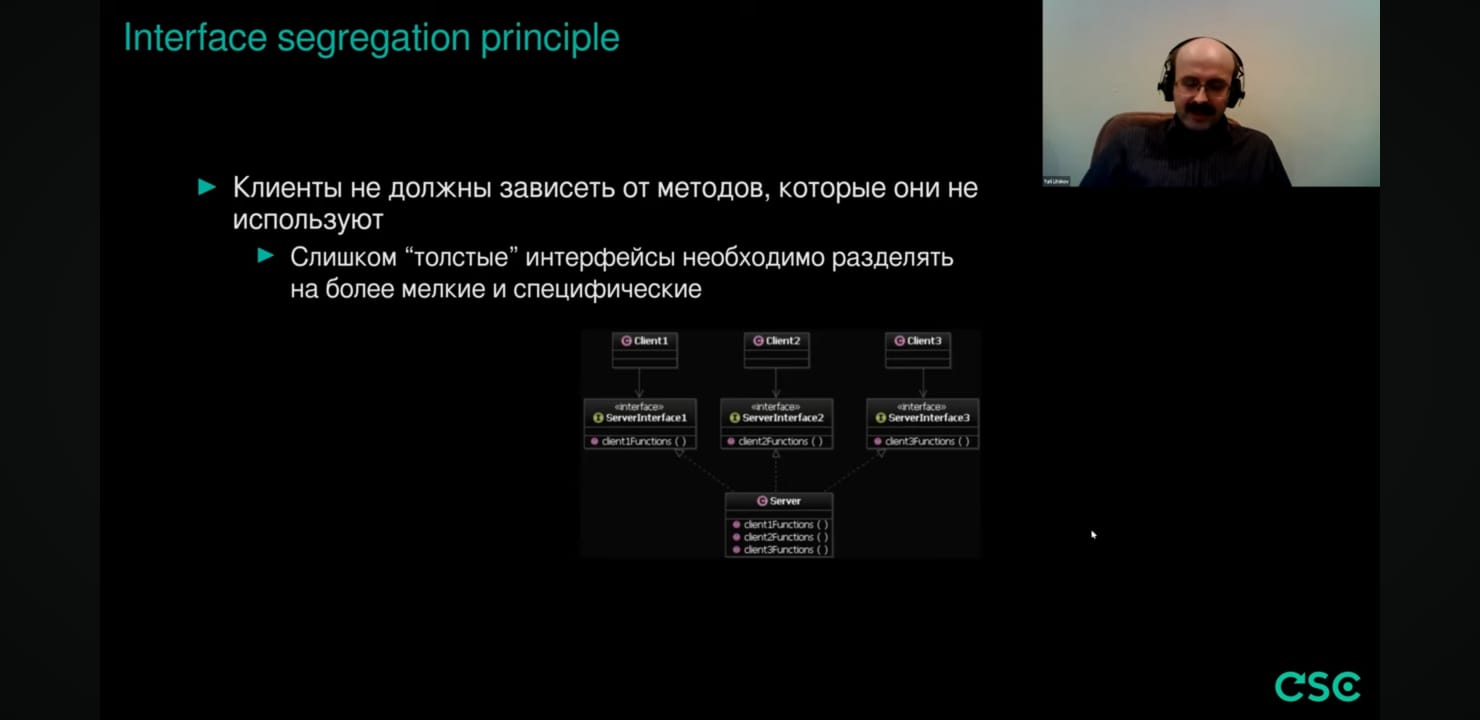 Interface segregation principle
Клиенты не должны зависеть от методов, которые они не
используют
Слишком “толстые” интерфейсы необходимо разделять
на более мелкие и специфические
Client1
Client2
Client3
«interface»
ServerInterface1
client1Functions ( )
«interface»
ServerInterface2
client2Functions ( )
«interface»
ServerInterface3
client3Functions ( )
Server
client1Functions ( )
client2Functions ( )
client3Functions ( )
CSC